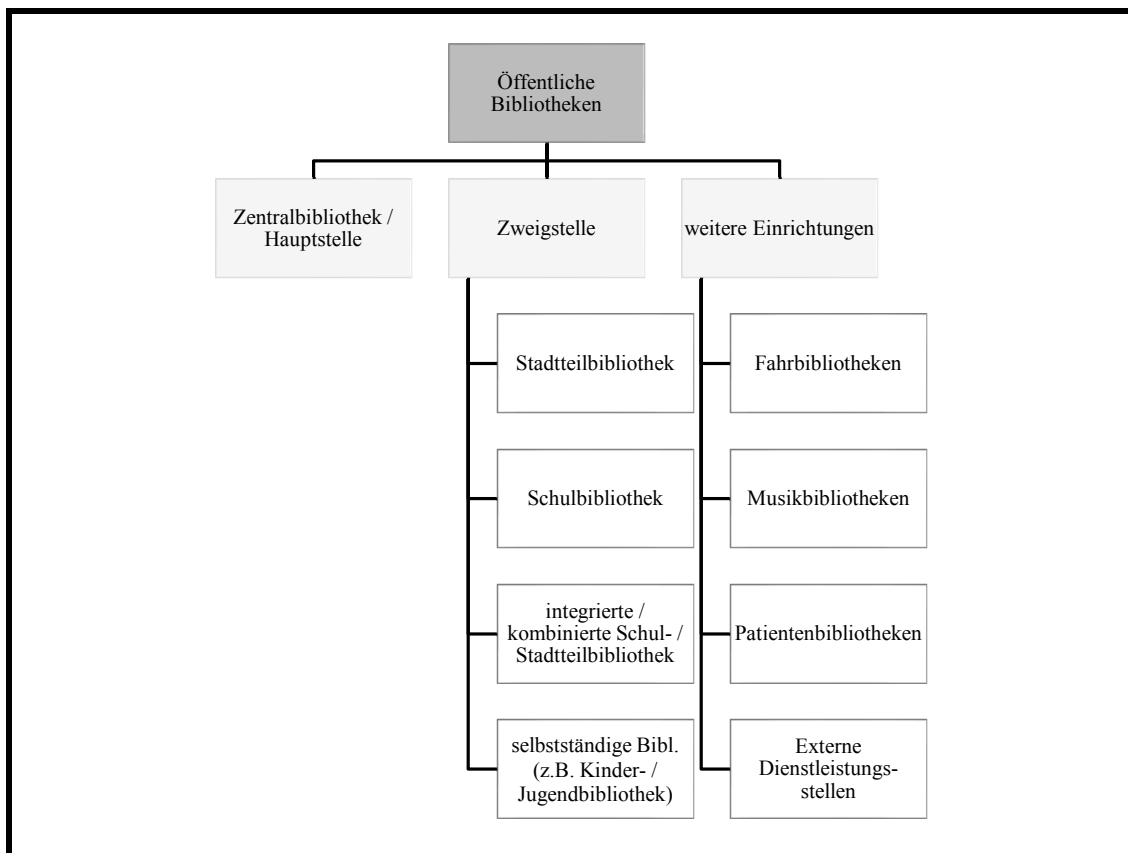 Öffentliche
Bibliotheken
Zentralbibliothek /
Hauptstelle
Zweigstelle
weitere Einrichtungen
Stadtteilbibliothek
Schulbibliothek
integrierte /
kombinierte Schul- /
Stadtteilbibliothek
selbstständige Bibl.
(z.B. Kinder- /
Jugendbibliothek)
Fahrbibliotheken
Musikbibliotheken
Patientenbibliotheken
Externe
Dienstleistungs-
stellen